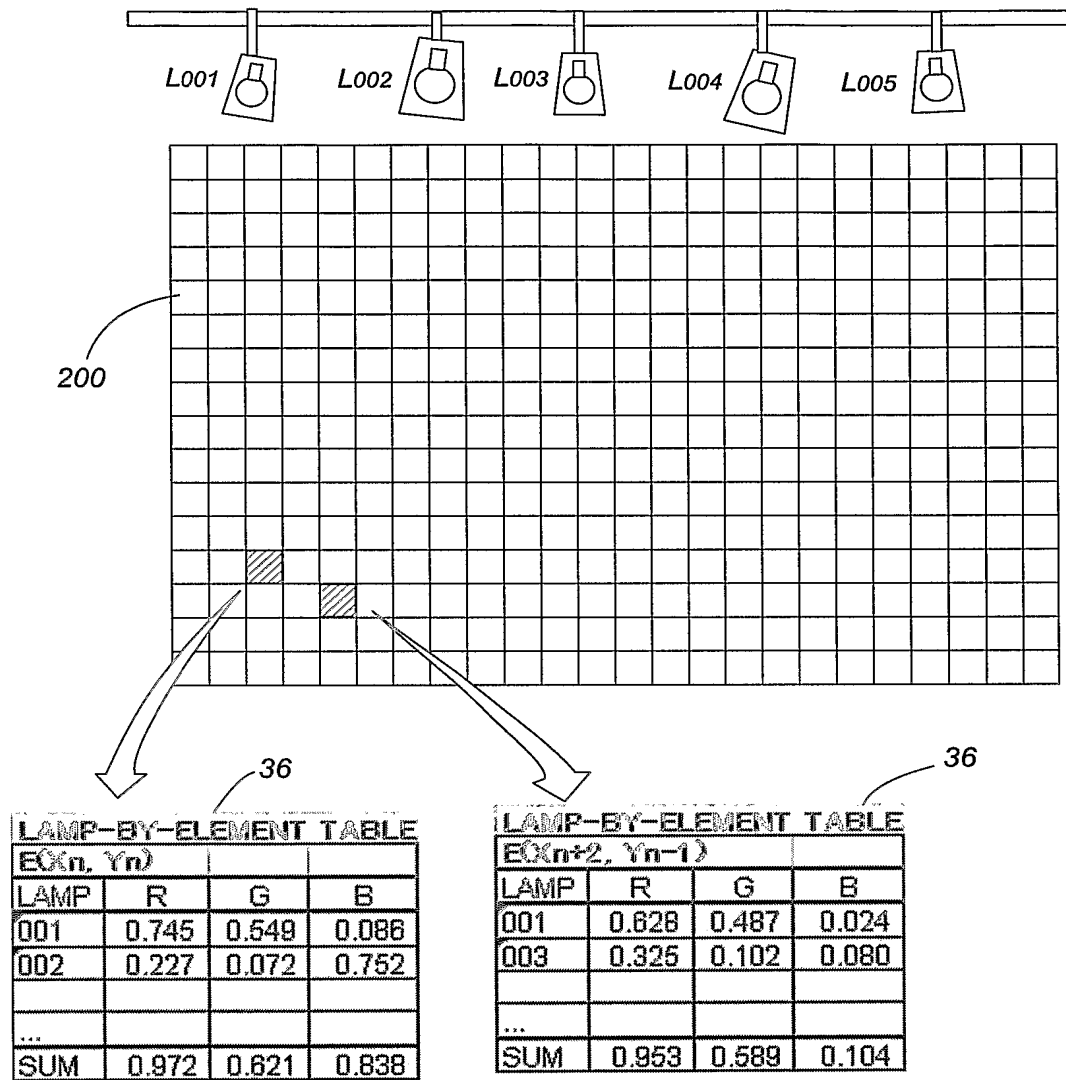 L001 L002 L003 L004 L005
200
36
LAMP-BY-ELEMENT TABLE
E(Xn, Yn)
LAMP R G B
001 0.745 0.549 0.086
002 0.227 0.072 0.752
...
SUM 0.972 0.621 0.838
36
LAMP-BY-ELEMENT TABLE
E(Xn+2, Yn-1)
LAMP R G B
001 0.628 0.487 0.024
003 0.325 0.102 0.080
...
SUM 0.953 0.589 0.104